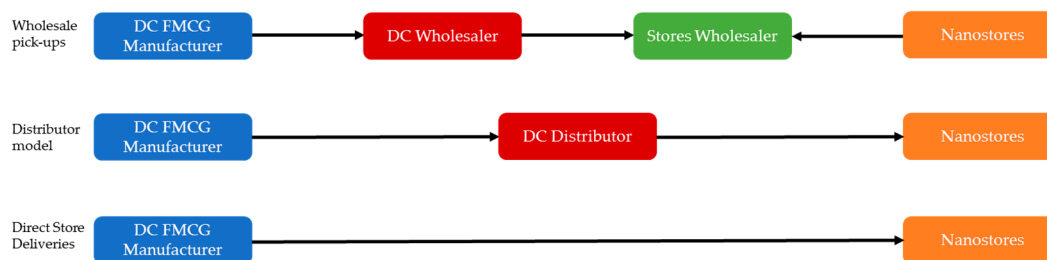 Wholesale
pick-ups
DC FMCG
Manufacturer
DC Wholesaler
Stores Wholesaler
Nanostores
Distributor
model
DC FMCG
Manufacturer
DC Distributor
Nanostores
Direct Store
Deliveries
DC FMCG
Manufacturer
Nanostores